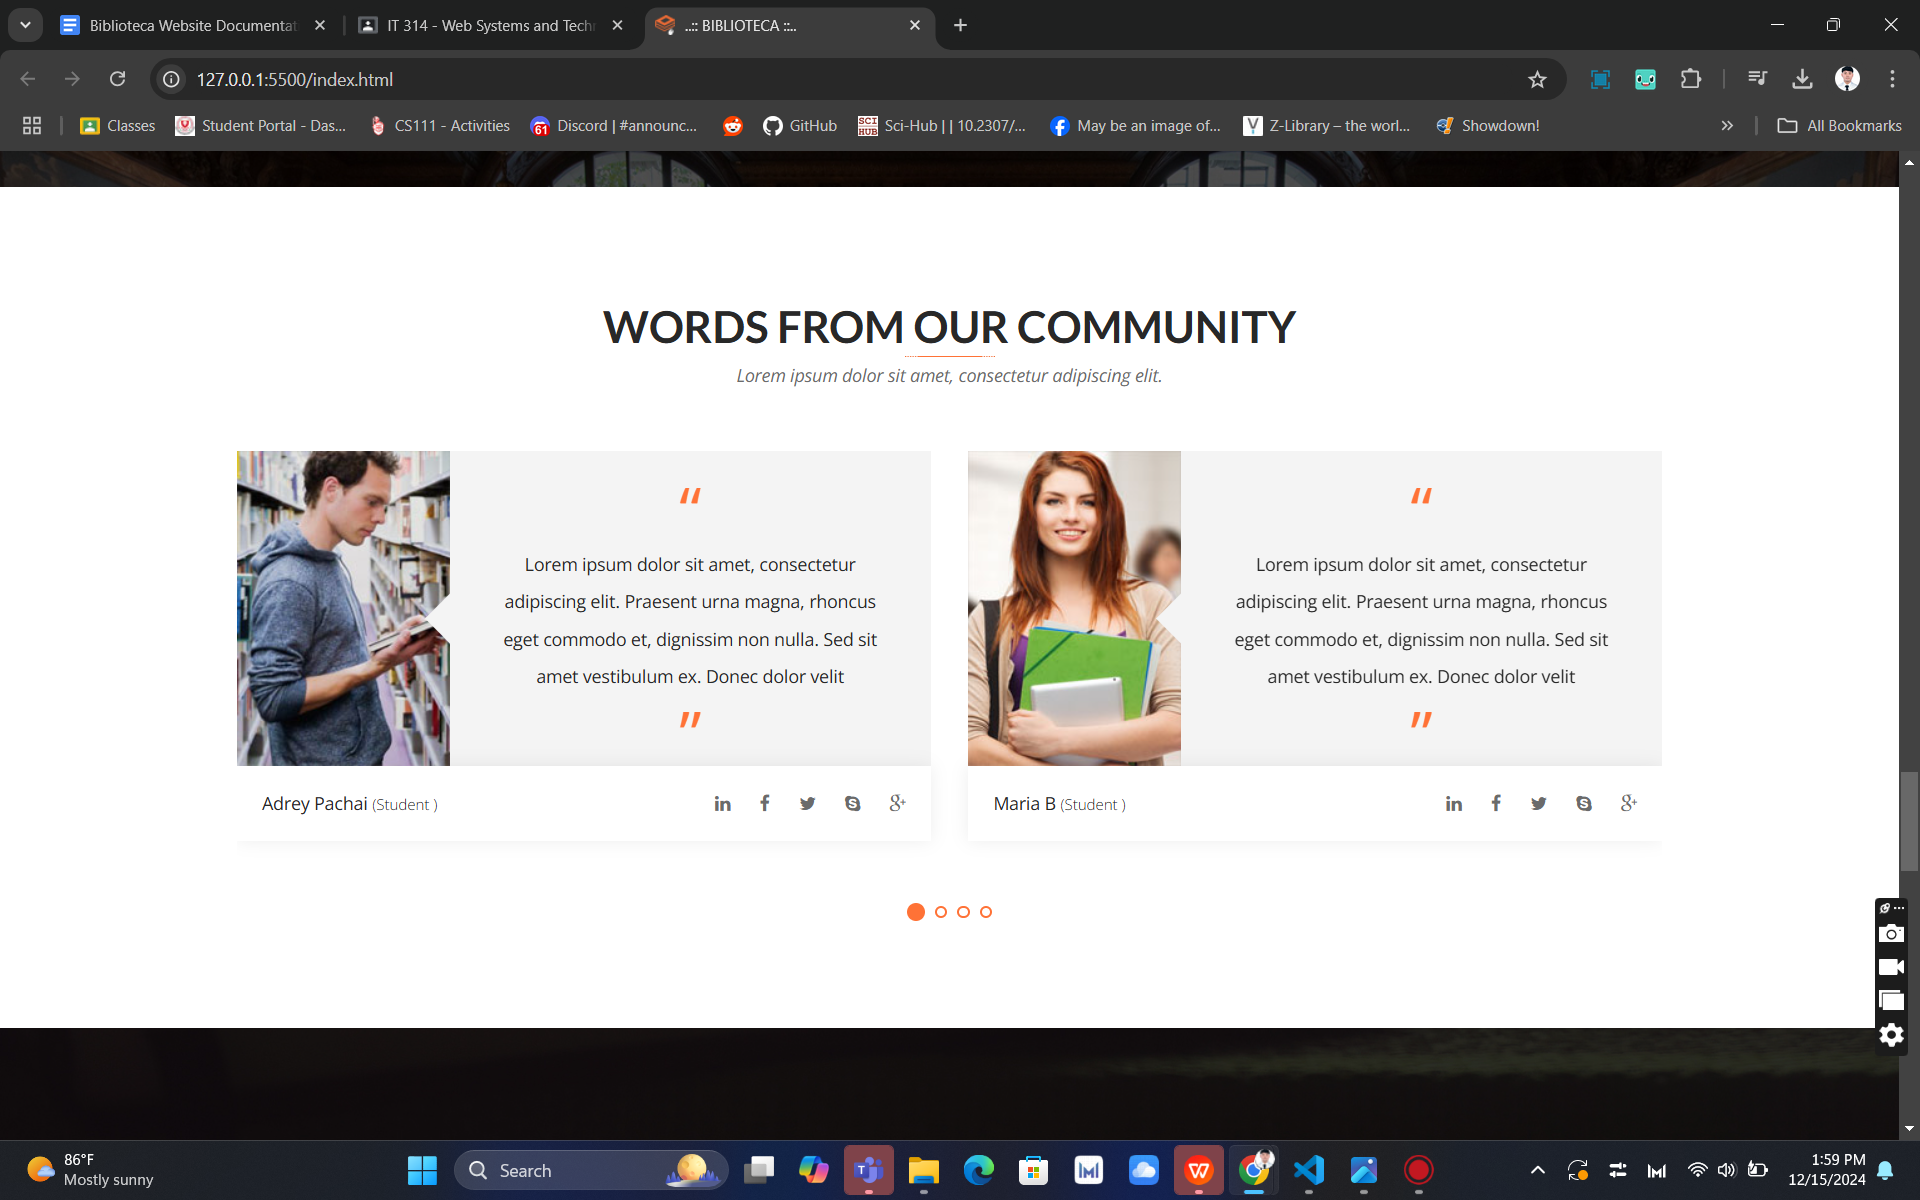 Biblioteca Website Documentat
IT 314 - Web Systems and Techn
..:: BIBLIOTECA ::..
127.0.0.1:5500/index.html
Classes
Student Portal - Das...
CS111 - Activities
61
Discord | #announc...
GitHub
SCI
HUB
Sci-Hub | | 10.2307/...
May be an image of...
Z-Library – the worl...
Showdown!
All Bookmarks
WORDS FROM OUR COMMUNITY
Lorem ipsum dolor sit amet, consectetur adipiscing elit.
“
Lorem ipsum dolor sit amet, consectetur
adipiscing elit. Praesent urna magna, rhoncus
eget commodo et, dignissim non nulla. Sed sit
amet vestibulum ex. Donec dolor velit
”
Adrey Pachai (Student )
“
Lorem ipsum dolor sit amet, consectetur
adipiscing elit. Praesent urna magna, rhoncus
eget commodo et, dignissim non nulla. Sed sit
amet vestibulum ex. Donec dolor velit
”
Maria B (Student )
86°F
Mostly sunny
Search
1:59 PM
12/15/2024